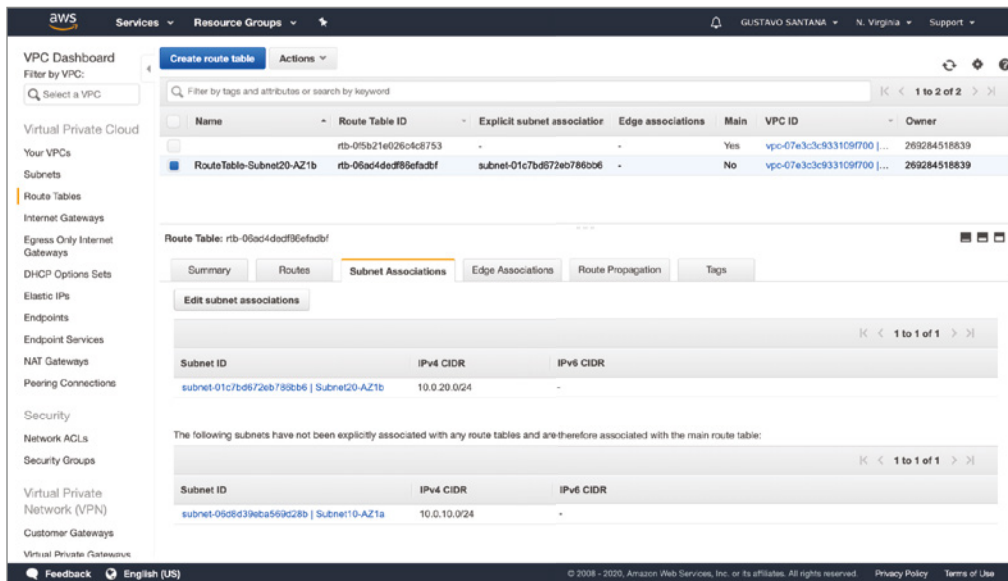 aws Services Resource Groups GUSTAVO SANTANA N. Virginia Support
VPC Dashboard
Filter by VPC:
Select a VPC
Virtual Private Cloud
Your VPCs
Subnets
Route Tables
Internet Gateways
Egress Only Internet
Gateways
DHCP Options Sets
Elastic IPs
Endpoints
Endpoint Services
NAT Gateways
Peering Connections
Security
Network ACLs
Security Groups
Virtual Private
Network (VPN)
Customer Gateways
Virtual Private Gateways
Create route table Actions
Filter by tags and attributes or search by keyword 1 to 2 of 2
Name Route Table ID Explicit subnet association Edge associations Main VPC ID Owner
rtb-0f5b21e026c4c8753 - - Yes vpc-07e3c3c933109f700 |... 269284518839
RouteTable-Subnet20-AZ1b rtb-06ad4dedf86efadbf subnet-01c7bd672eb786bb6 - No vpc-07e3c3c933109f700 |... 269284518839
Route Table: rtb-06ad4dedf86efadbf
Summary Routes Subnet Associations Edge Associations Route Propagation Tags
Edit subnet associations
1 to 1 of 1
Subnet ID IPv4 CIDR IPv6 CIDR
subnet-01c7bd672eb786bb6 | Subnet20-AZ1b 10.0.20.0/24 -
The following subnets have not been explicitly associated with any route tables and are therefore associated with the main route table:
1 to 1 of 1
Subnet ID IPv4 CIDR IPv6 CIDR
subnet-06d8d39eba569d28b | Subnet10-AZ1a 10.0.10.0/24 -
Feedback English (US) © 2008 - 2020, Amazon Web Services, Inc. or its affiliates. All rights reserved. Privacy Policy Terms of Use